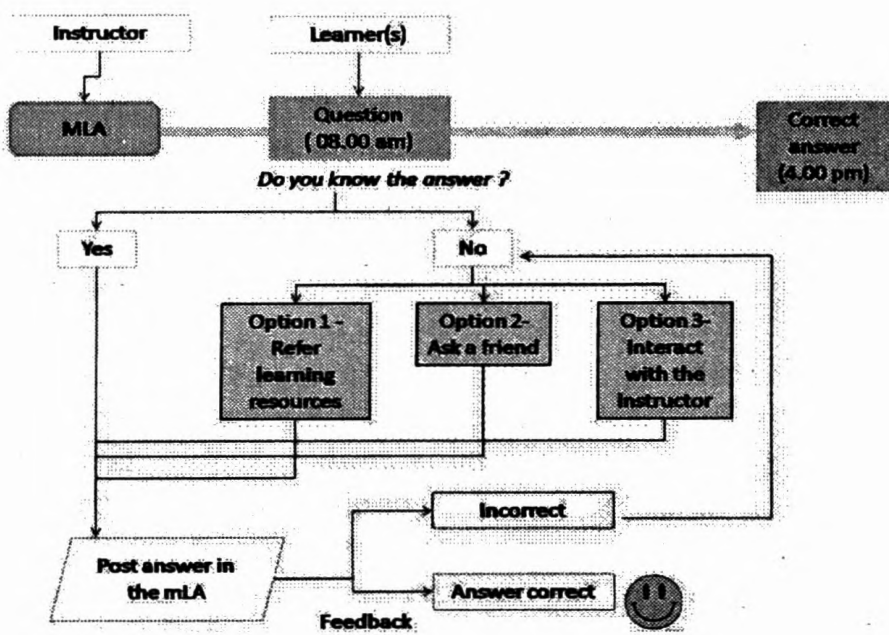 Instructor
Learner(s)
MLA
Question
( 08.00 am)
Correct
answer
(4.00 pm)
Do you know the answer ?
Yes
No
Option 1 –
Refer
learning
resources
Option 2-
Ask a friend
Option 3-
Interact
with the
Instructor
Incorrect
Post answer in
the mLA
Answer correct
Feedback